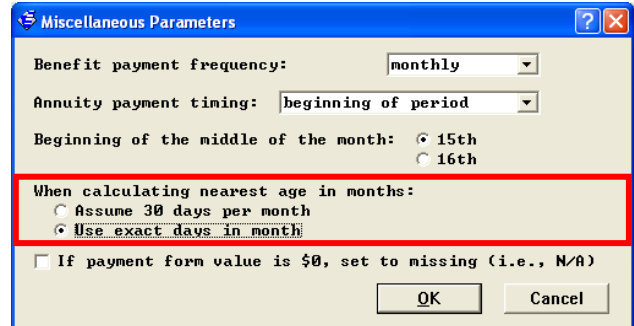 Miscellaneous Parameters
Benefit payment frequency: monthly
Annuity payment timing: beginning of period
Beginning of the middle of the month: 15th
16th
When calculating nearest age in months:
Assume 30 days per month
Use exact days in month
If payment form value is $0, set to missing (i.e., N/A)
OK Cancel